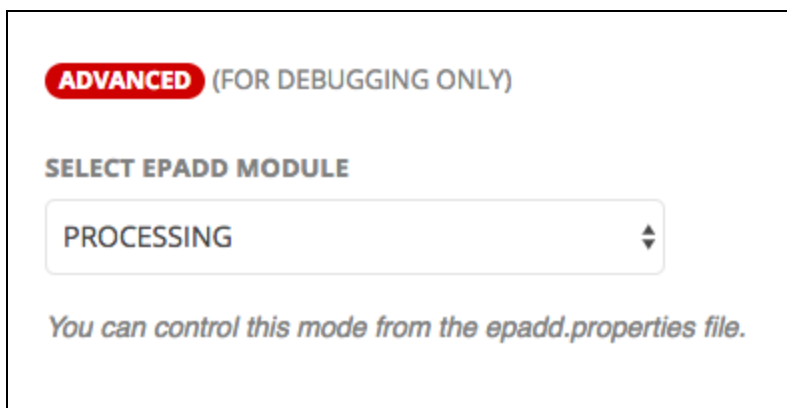 ADVANCED (FOR DEBUGGING ONLY)
SELECT EPADD MODULE
PROCESSING
You can control this mode from the epadd.properties file.